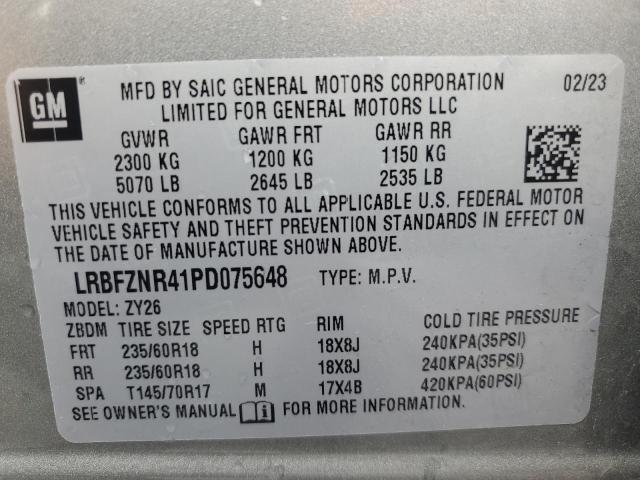 GM ®
MFD BY SAIC GENERAL MOTORS CORPORATION 02/23
LIMITED FOR GENERAL MOTORS LLC
GVWR GAWR FRT GAWR RR
2300 KG 1200 KG 1150 KG
5070 LB 2645 LB 2535 LB
THIS VEHICLE CONFORMS TO ALL APPLICABLE U.S. FEDERAL MOTOR
VEHICLE SAFETY AND THEFT PREVENTION STANDARDS IN EFFECT ON
THE DATE OF MANUFACTURE SHOWN ABOVE.
LRBFZNR41PD075648 TYPE: M.P.V.
MODEL: ZY26
ZBDM TIRE SIZE SPEED RTG RIM COLD TIRE PRESSURE
FRT 235/60R18 H 18X8J 240KPA(35PSI)
RR 235/60R18 H 18X8J 240KPA(35PSI)
SPA T145/70R17 M 17X4B 420KPA(60PSI)
SEE OWNER'S MANUAL FOR MORE INFORMATION.